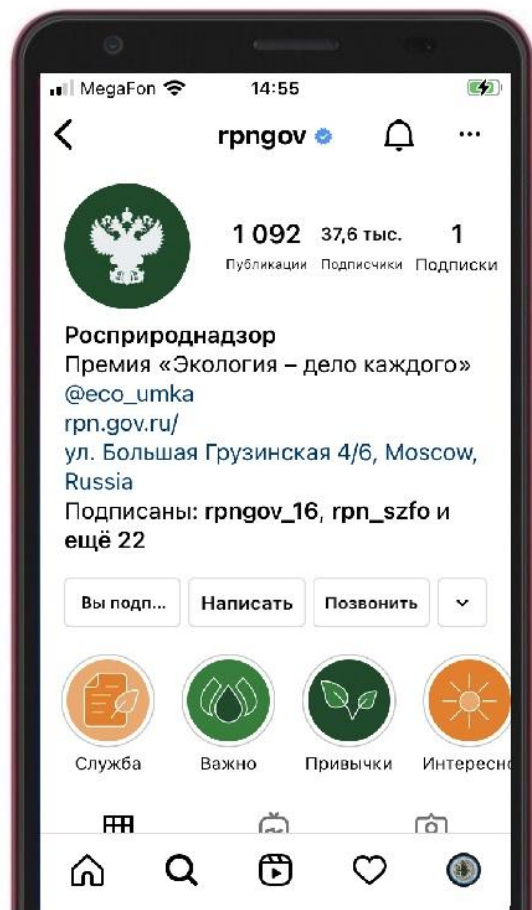 MegaFon 14:55
rpngov
1 092 37,6 тыс. 1
Публикации Подписчики Подписки
Росприроднадзор
Премия «Экология – дело каждого»
@eco_umka
rpn.gov.ru/
ул. Большая Грузинская 4/6, Moscow,
Russia
Подписаны: rpngov_16, rpn_szfo и
ещё 22
Вы подп... Написать Позвонить
Служба Важно Привычки Интересно